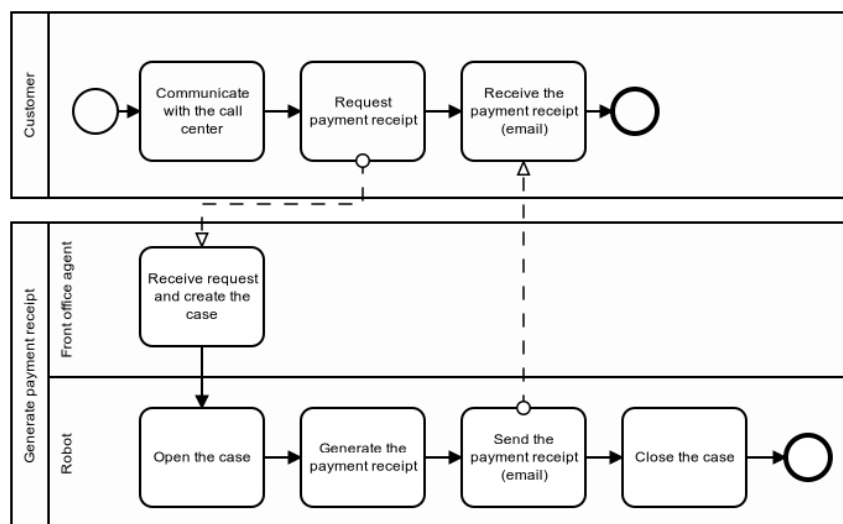 Customer
Communicate
with the call
center
Request
payment receipt
Receive the
payment receipt
(email)
Generate payment receipt
Front office agent
Receive request
and create the
case
Robot
Open the case
Generate the
payment receipt
Send the
payment receipt
(email)
Close the case